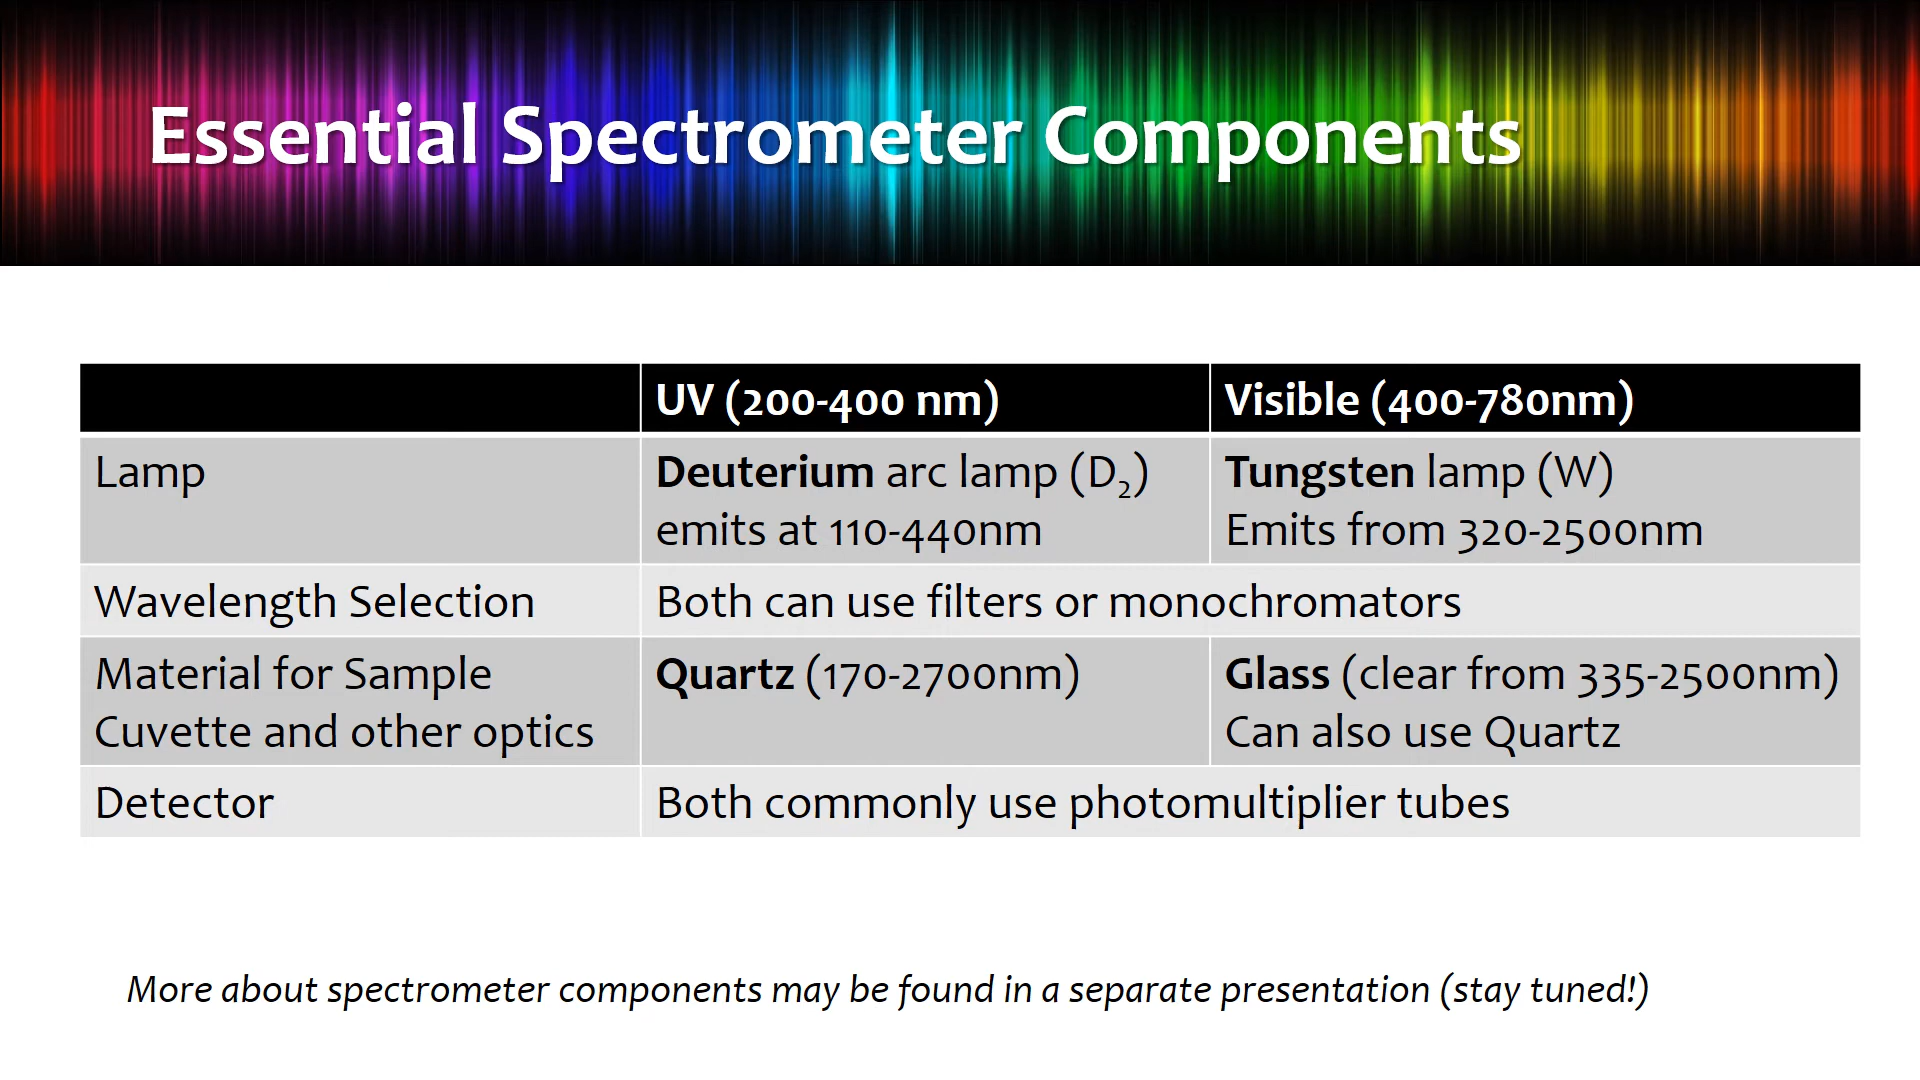 Essential Spectrometer Components
UV (200-400 nm)
Visible (400-780nm)
Lamp
Deuterium arc lamp (D₂)
emits at 110-440nm
Tungsten lamp (W)
Emits from 320-2500nm
Wavelength Selection
Both can use filters or monochromators
Material for Sample
Cuvette and other optics
Quartz (170-2700nm)
Glass (clear from 335-2500nm)
Can also use Quartz
Detector
Both commonly use photomultiplier tubes
More about spectrometer components may be found in a separate presentation (stay tuned!)